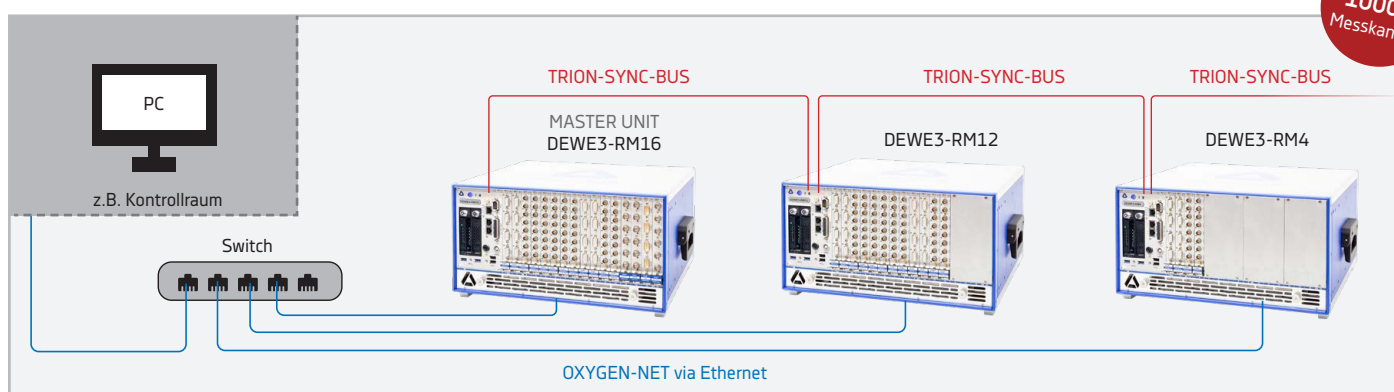 1000
PC
z.B. Kontrollraum
Switch
TRION-SYNC-BUS
TRION-SYNC-BUS
TRION-SYNC-BUS
MASTER UNIT
DEWE3-RM16
DEWE3-RM12
DEWE3-RM4
OXYGEN-NET via Ethernet